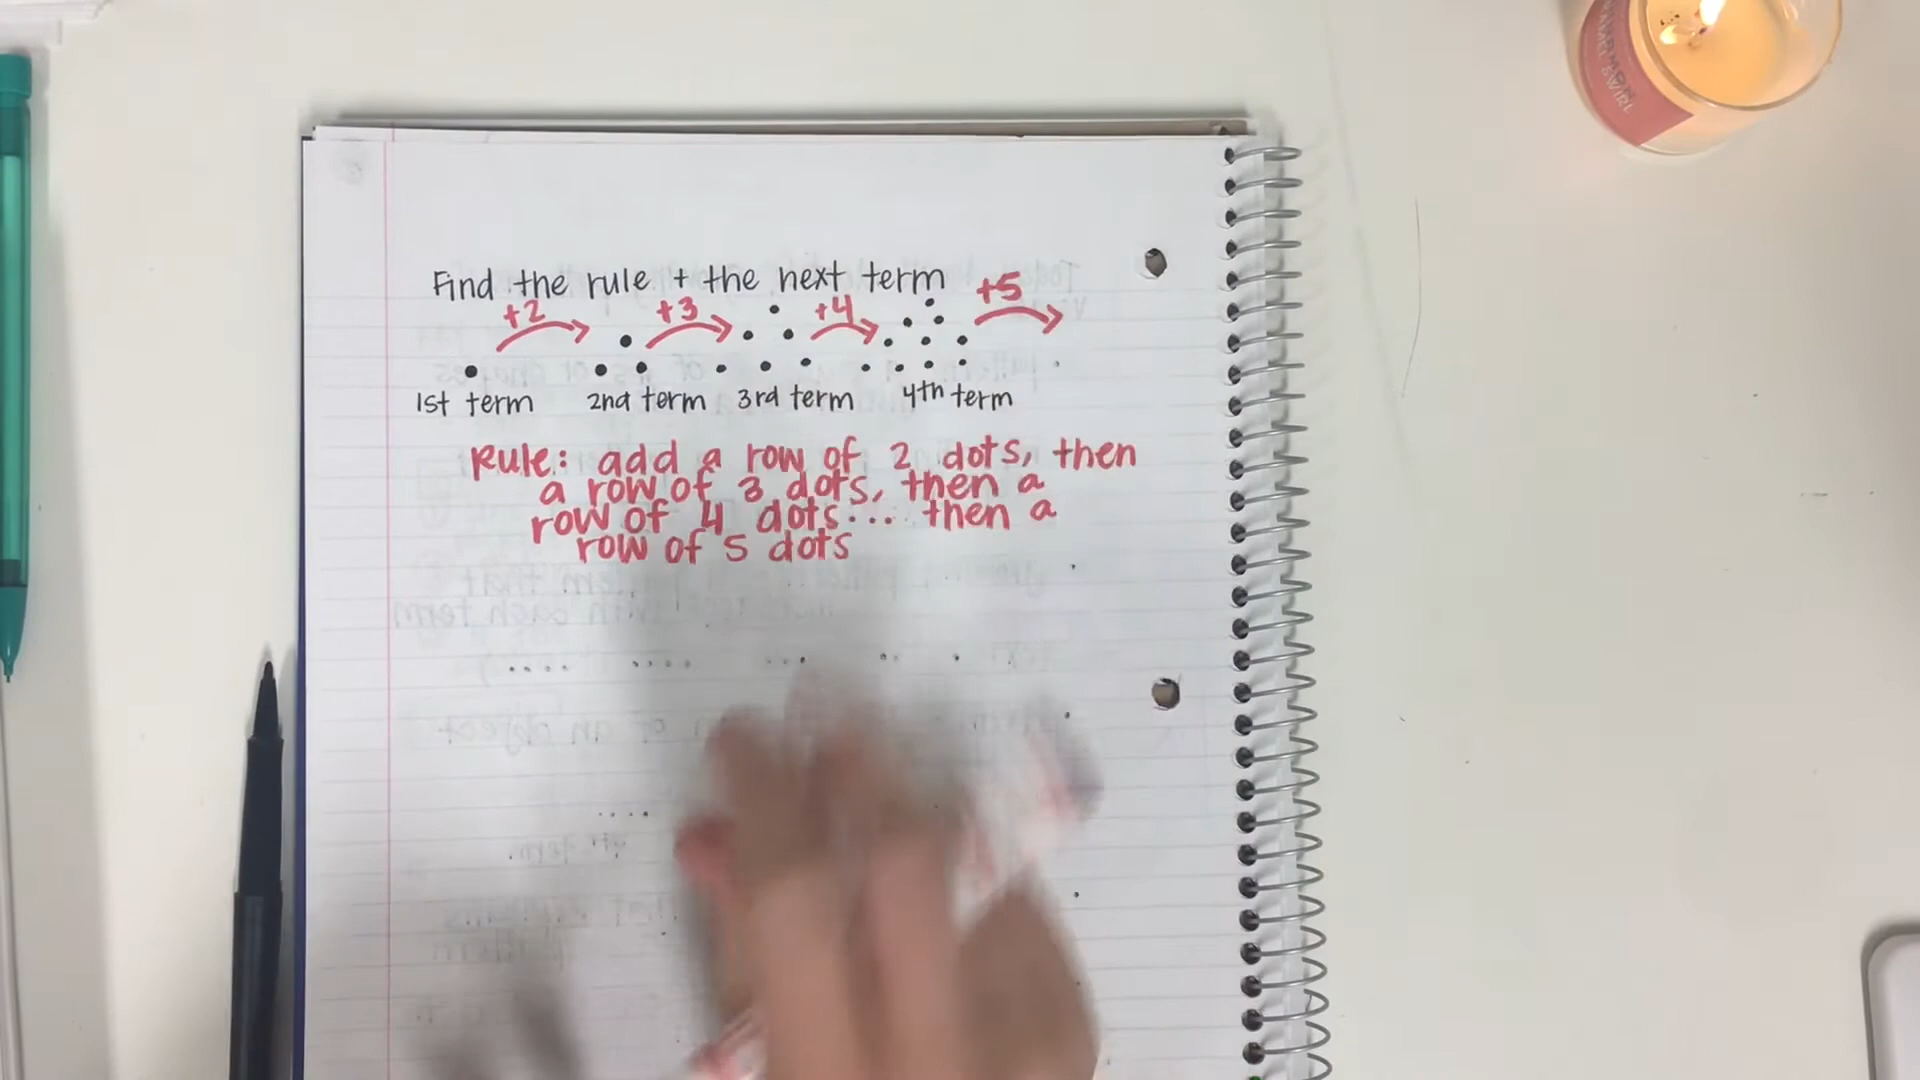 Find the rule + the next term
+2 +3 +4 +5
1st term 2nd term 3rd term 4th term
Rule: add a row of 2 dots, then
a row of 3 dots, then a
row of 4 dots... then a
row of 5 dots